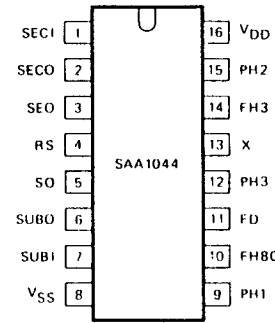 SECI 1 16 VDD
SECO 2 15 PH2
SEO 3 14 FH3
RS 4 13 X
SAA1044
SO 5 12 PH3
SUBO 6 11 FD
SUBI 7 10 FH80
VSS 8 9 PH1